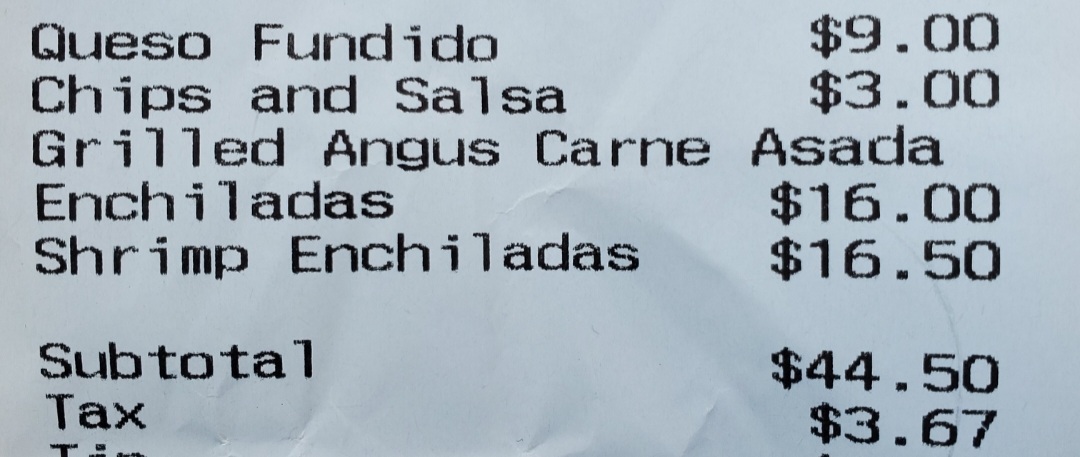 Queso Fundido $9.00
Chips and Salsa $3.00
Grilled Angus Carne Asada
Enchiladas $16.00
Shrimp Enchiladas $16.50
Subtotal $44.50
Tax $3.67